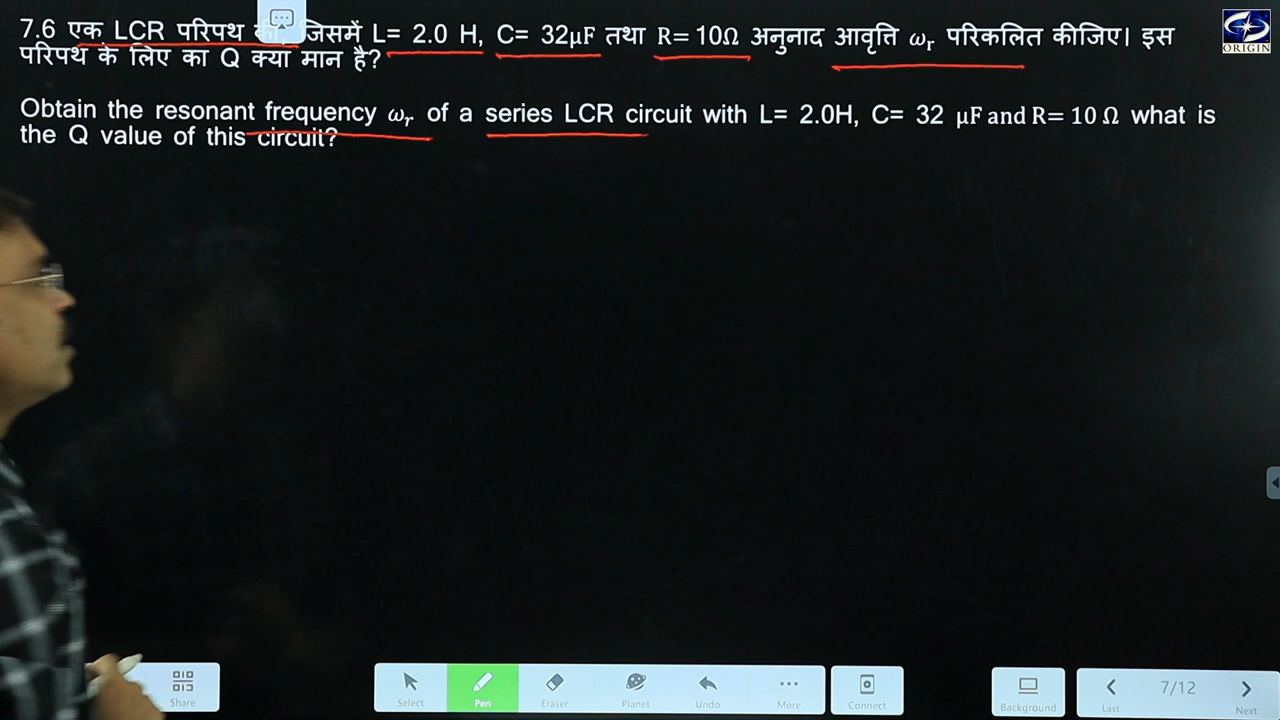 7.6 एक LCR परिपथ की, जिसमें L= 2.0 H, C= 32μF तथा R= 10Ω अनुनाद आवृत्ति ωᵣ परिकलित कीजिए। इस
परिपथ के लिए का Q क्या मान है?
Obtain the resonant frequency ωᵣ of a series LCR circuit with L= 2.0H, C= 32 μF and R= 10 Ω what is
the Q value of this circuit?
ORIGIN
Share
Select Pen Eraser Planet Undo More Connect Background Last 7/12 Next